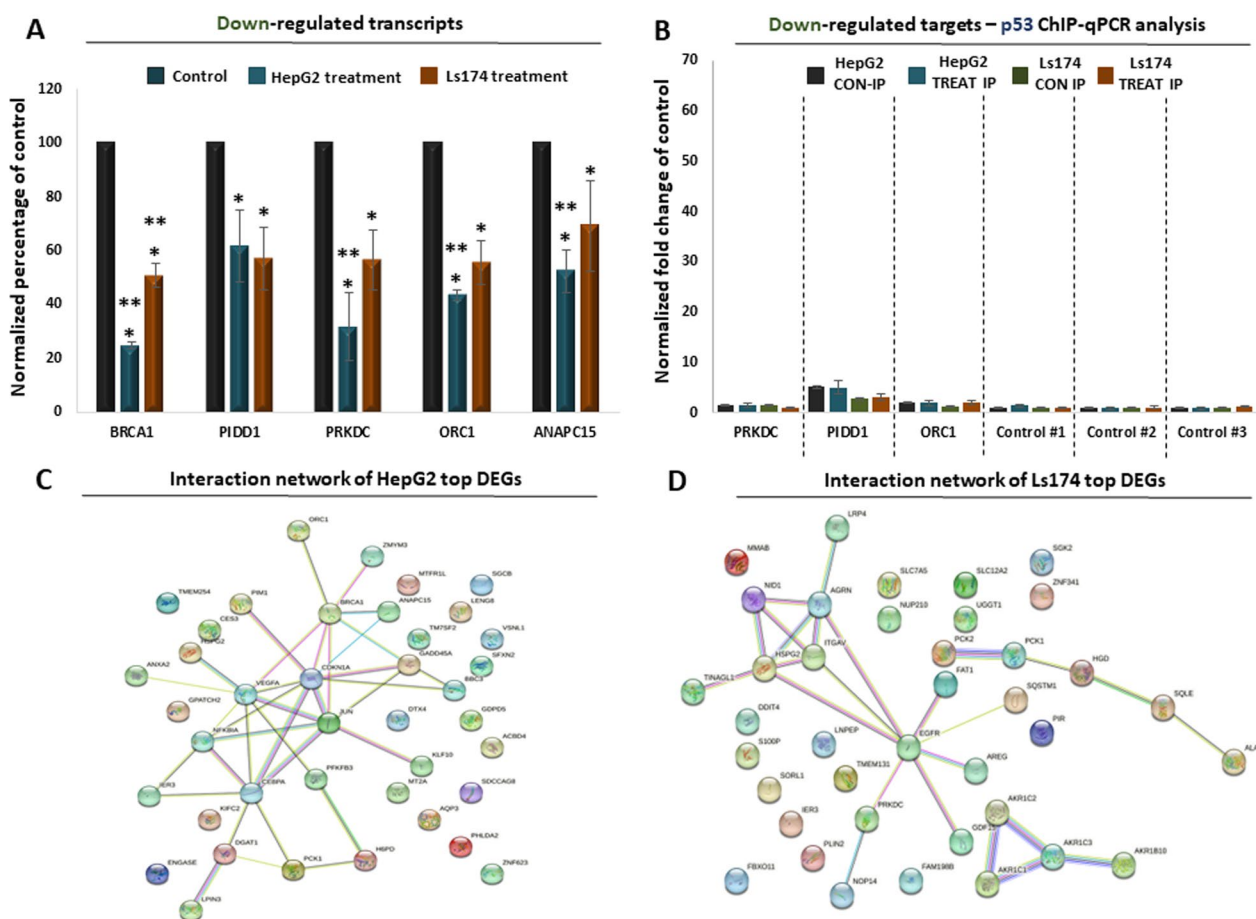 A
Down-regulated transcripts
Control HepG2 treatment Ls174 treatment
Normalized percentage of control
120
100
80
60
40
20
0
**
*
**
*
*
*
**
*
*
**
*
*
**
*
*
BRCA1 PIDD1 PRKDC ORC1 ANAPC15
B
Down-regulated targets – p53 ChIP-qPCR analysis
HepG2 CON-IP
HepG2 TREAT IP
Ls174 CON IP
Ls174 TREAT IP
Normalized fold change of control
70
60
50
40
30
20
10
0
PRKDC PIDD1 ORC1 Control #1 Control #2 Control #3
C
Interaction network of HepG2 top DEGs
ORC1
ZMYM3
MTFR1L
SGCB
TMEM254
PIM1
BRCA1
ANAPC15
LENG8
CES3
TM7SF2
VSNL1
HSPG2
GADD45A
SFXN2
ANXA2
CDKN1A
BBC3
VEGFA
GPATCH2
JUN
DTX4
GDPD5
NFKBIA
ACBD4
KLF10
PFKFB3
IER3
CEBPA
MT2A
SDCCAG8
KIFC2
AQP3
DGAT1
PHLDA2
ENGASE
PCK1
H6PD
ZNF623
LPIN3
D
Interaction network of Ls174 top DEGs
LRP4
MMAB
SGK2
SLC7A5
SLC12A2
NID1
ZNF341
AGRN
NUP210
UGGT1
ITGAV
PCK2
PCK1
HSPG2
HGD
FAT1
TINAGL1
SQSTM1
SQLE
DDIT4
EGFR
PIR
LNPEP
S100P
ALA
AREG
TMEM131
SORL1
PRKDC
AKR1C2
IER3
GDF15
AKR1C3
PLIN2
AKR1B10
FBXO11
FAM198B
AKR1C1
NOP14